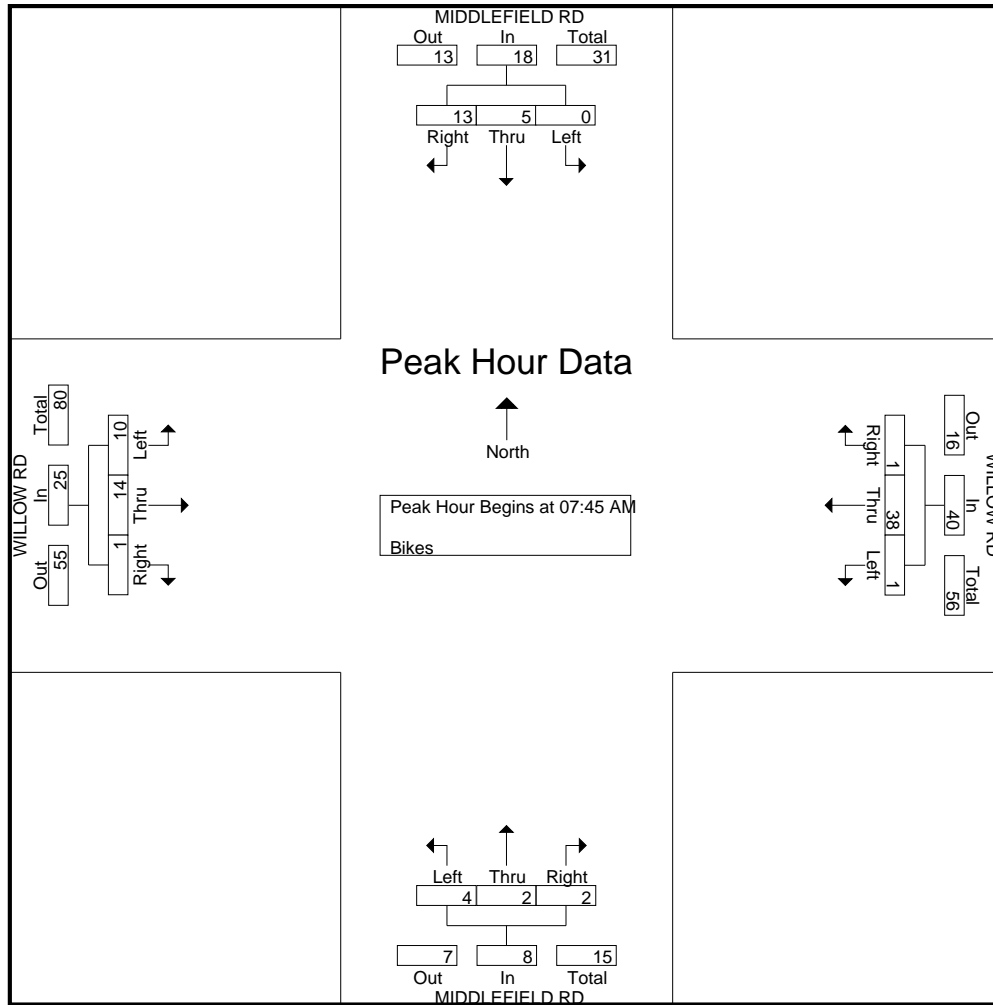 MIDDLEFIELD RD
Out In Total
13 18 31
13 5 0
Right Thru Left
Peak Hour Data
North
Peak Hour Begins at 07:45 AM
Bikes
WILLOW RD
Total In Out
80 25 55
10 14 1
Left Thru Right
WILLOW RD
Out In Total
16 40 56
1 38 1
Right Thru Left
Left Thru Right
4 2 2
7 8 15
Out In Total
MIDDLEFIELD RD